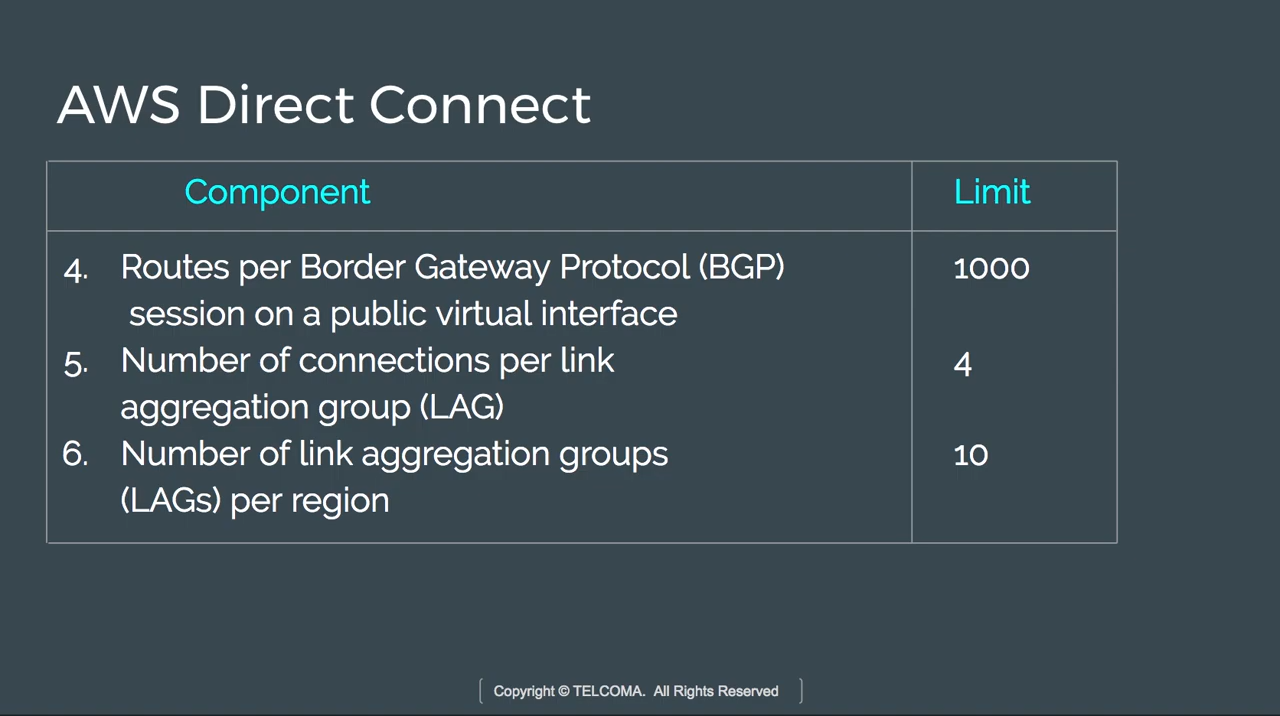 AWS Direct Connect
Component Limit
4. Routes per Border Gateway Protocol (BGP) 1000
session on a public virtual interface
5. Number of connections per link 4
aggregation group (LAG)
6. Number of link aggregation groups 10
(LAGs) per region
Copyright © TELCOMA. All Rights Reserved